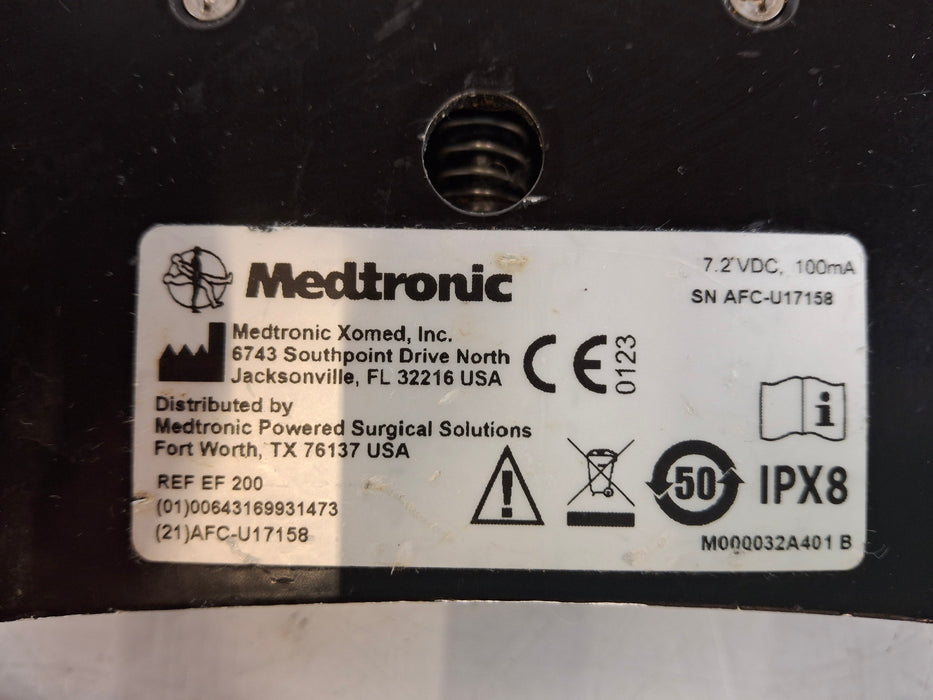 Medtronic
7.2 VDC, 100mA
SN AFC-U17158
Medtronic Xomed, Inc.
6743 Southpoint Drive North
Jacksonville, FL 32216 USA
CE 0123
Distributed by
Medtronic Powered Surgical Solutions
Fort Worth, TX 76137 USA
REF EF 200
(01)00643169931473
(21)AFC-U17158
i
!
50
IPX8
M000032A401 B